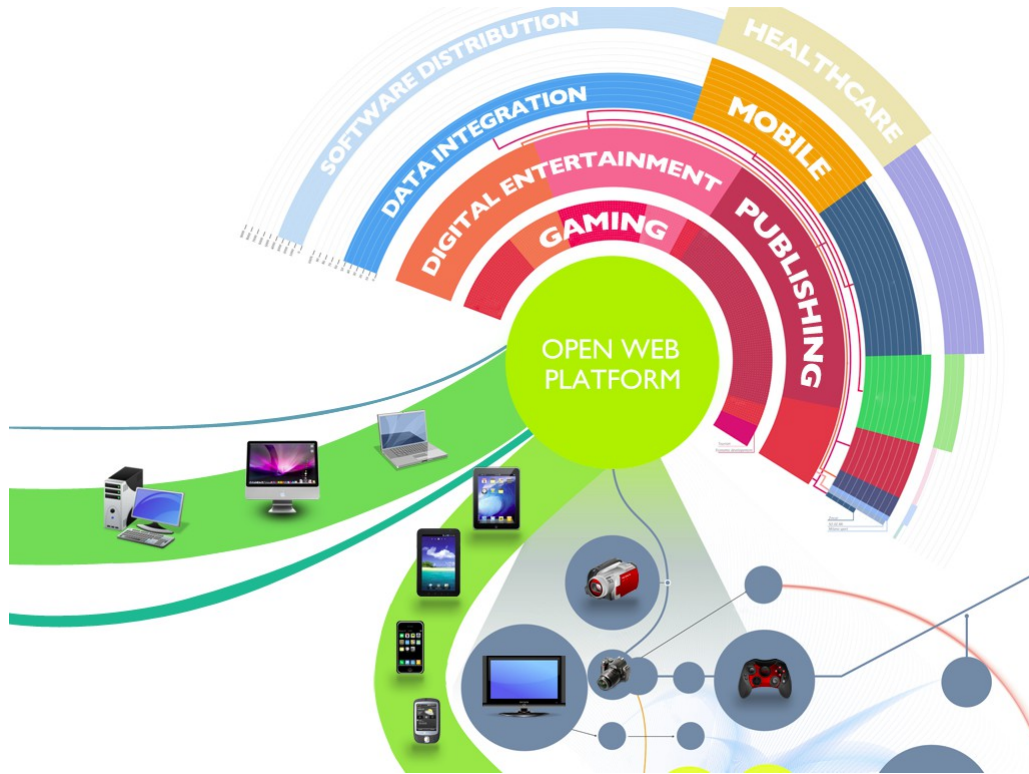 SOFTWARE DISTRIBUTION
HEALTHCARE
DATA INTEGRATION
MOBILE
DIGITAL ENTERTAINMENT
PUBLISHING
GAMING
OPEN WEB
PLATFORM